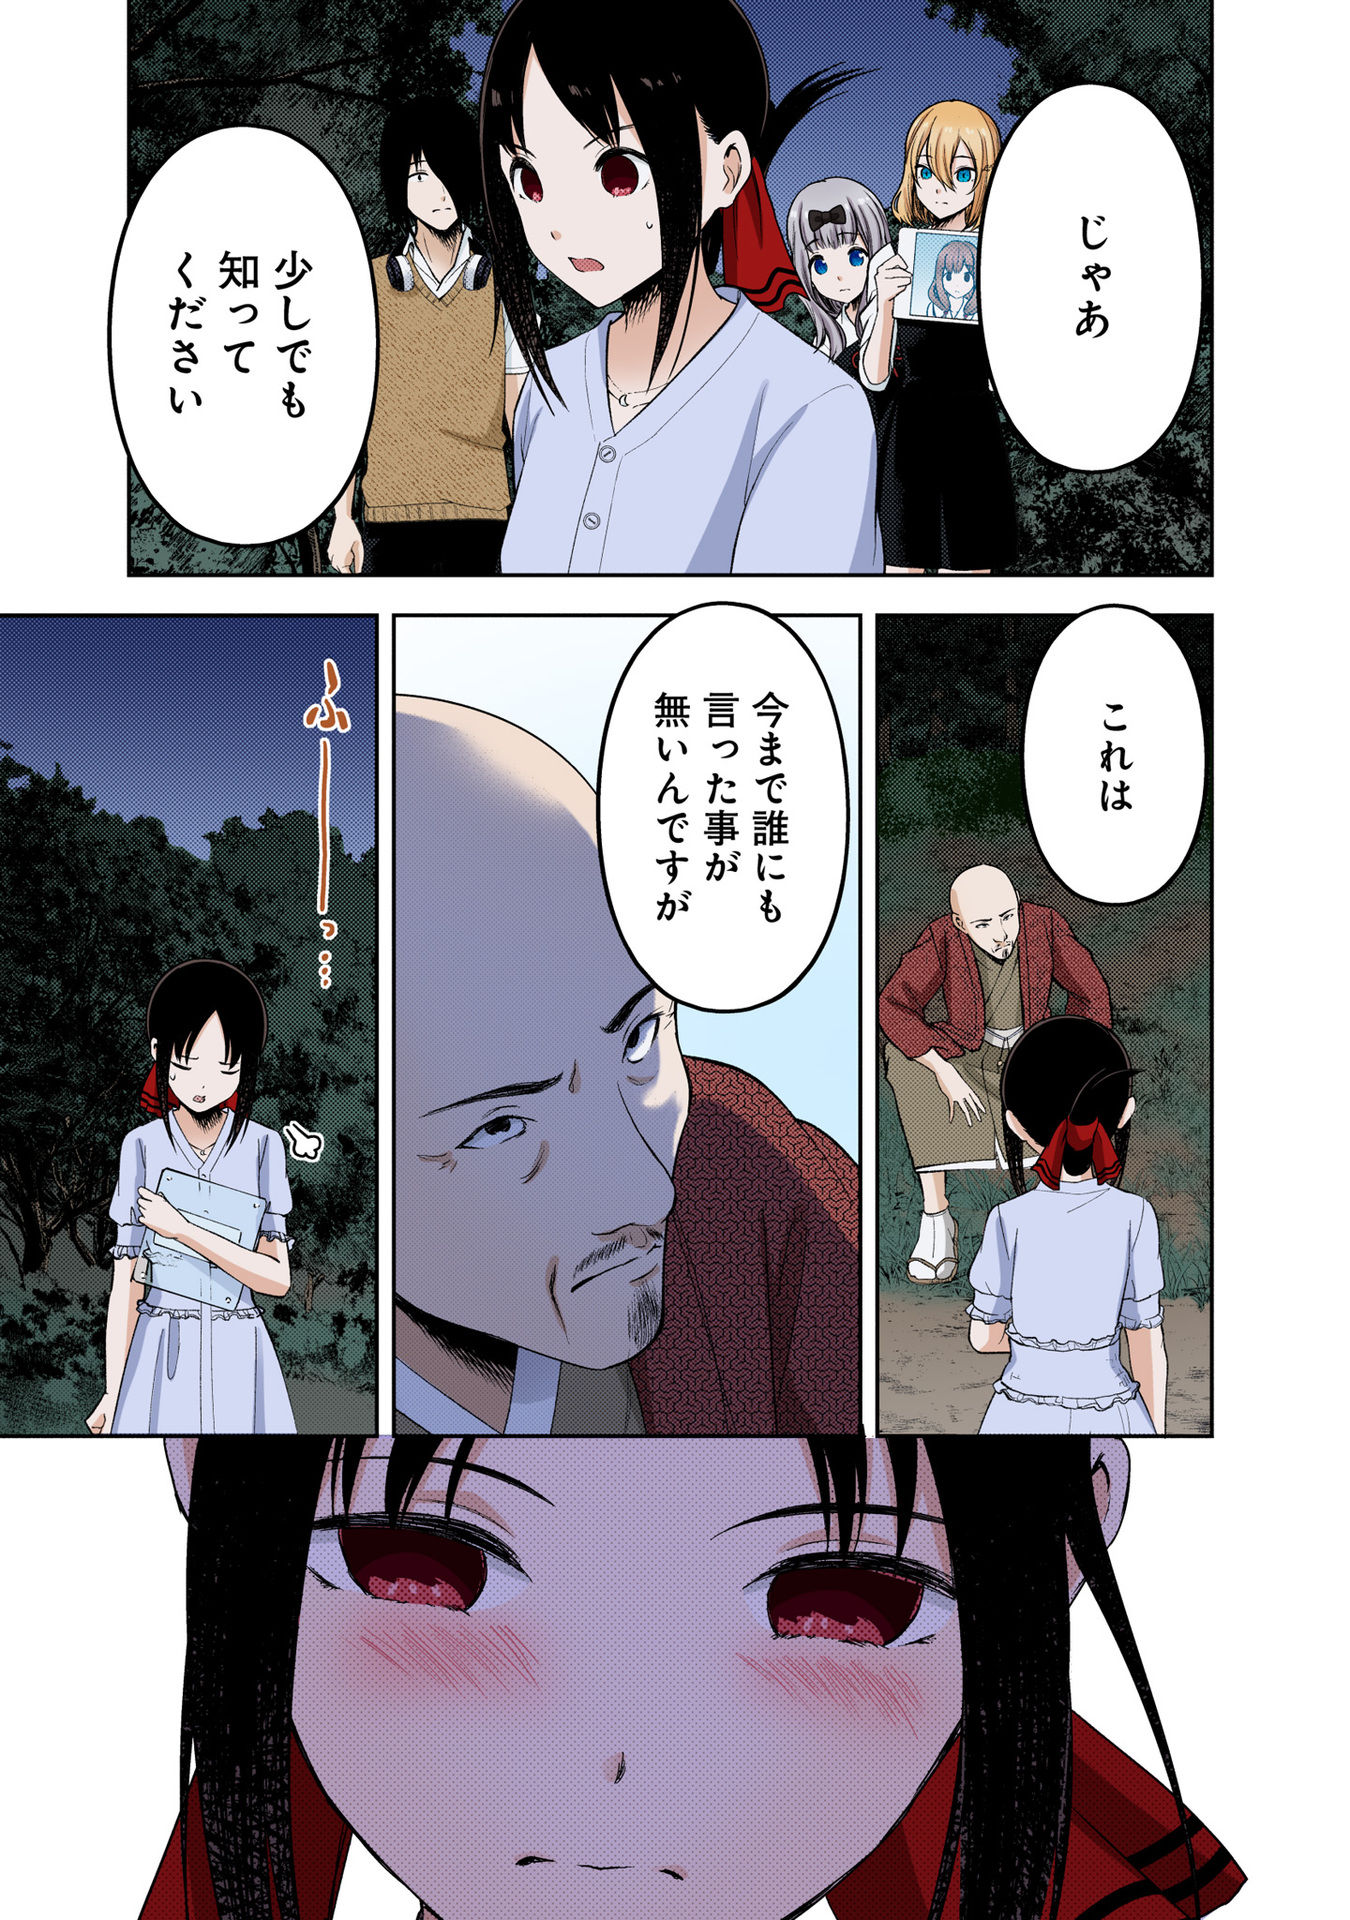 じゃあ
少しでも
知って
ください
これは
今まで誰にも
言った事が
無いんですが
ふーーっ…